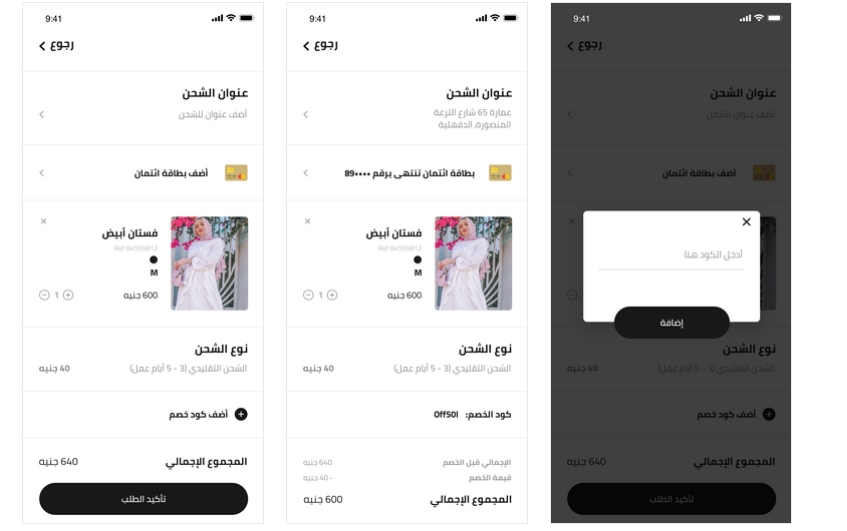 9:41
رجوع
عنوان الشحن
أضف عنوان للشحن
أضف بطاقة ائتمان
فستان أبيض
Ref 04559812
M
600 جنيه
1
نوع الشحن
الشحن التقليدي (3 - 5 أيام عمل)
40 جنيه
أضف كود خصم
المجموع الإجمالي
640 جنيه
تأكيد الطلب
9:41
رجوع
عنوان الشحن
عمارة 65 شارع الترعة
المنصورة, الدقهلية
بطاقة ائتمان تنتهى برقم ••••89
فستان أبيض
Ref 04559812
M
600 جنيه
1
نوع الشحن
الشحن التقليدي (3 - 5 أيام عمل)
40 جنيه
كود الخصم: Off50l
الإجمالي قبل الخصم
640 جنيه
قيمة الخصم
-40 جنيه
المجموع الإجمالي
600 جنيه
9:41
رجوع
عنوان الشحن
أضف عنوان للشحن
أضف بطاقة ائتمان
أدخل الكود هنا
إضافة
نوع الشحن
الشحن التقليدي (3 - 5 أيام عمل)
40 جنيه
أضف كود خصم
المجموع الإجمالي
640 جنيه
تأكيد الطلب